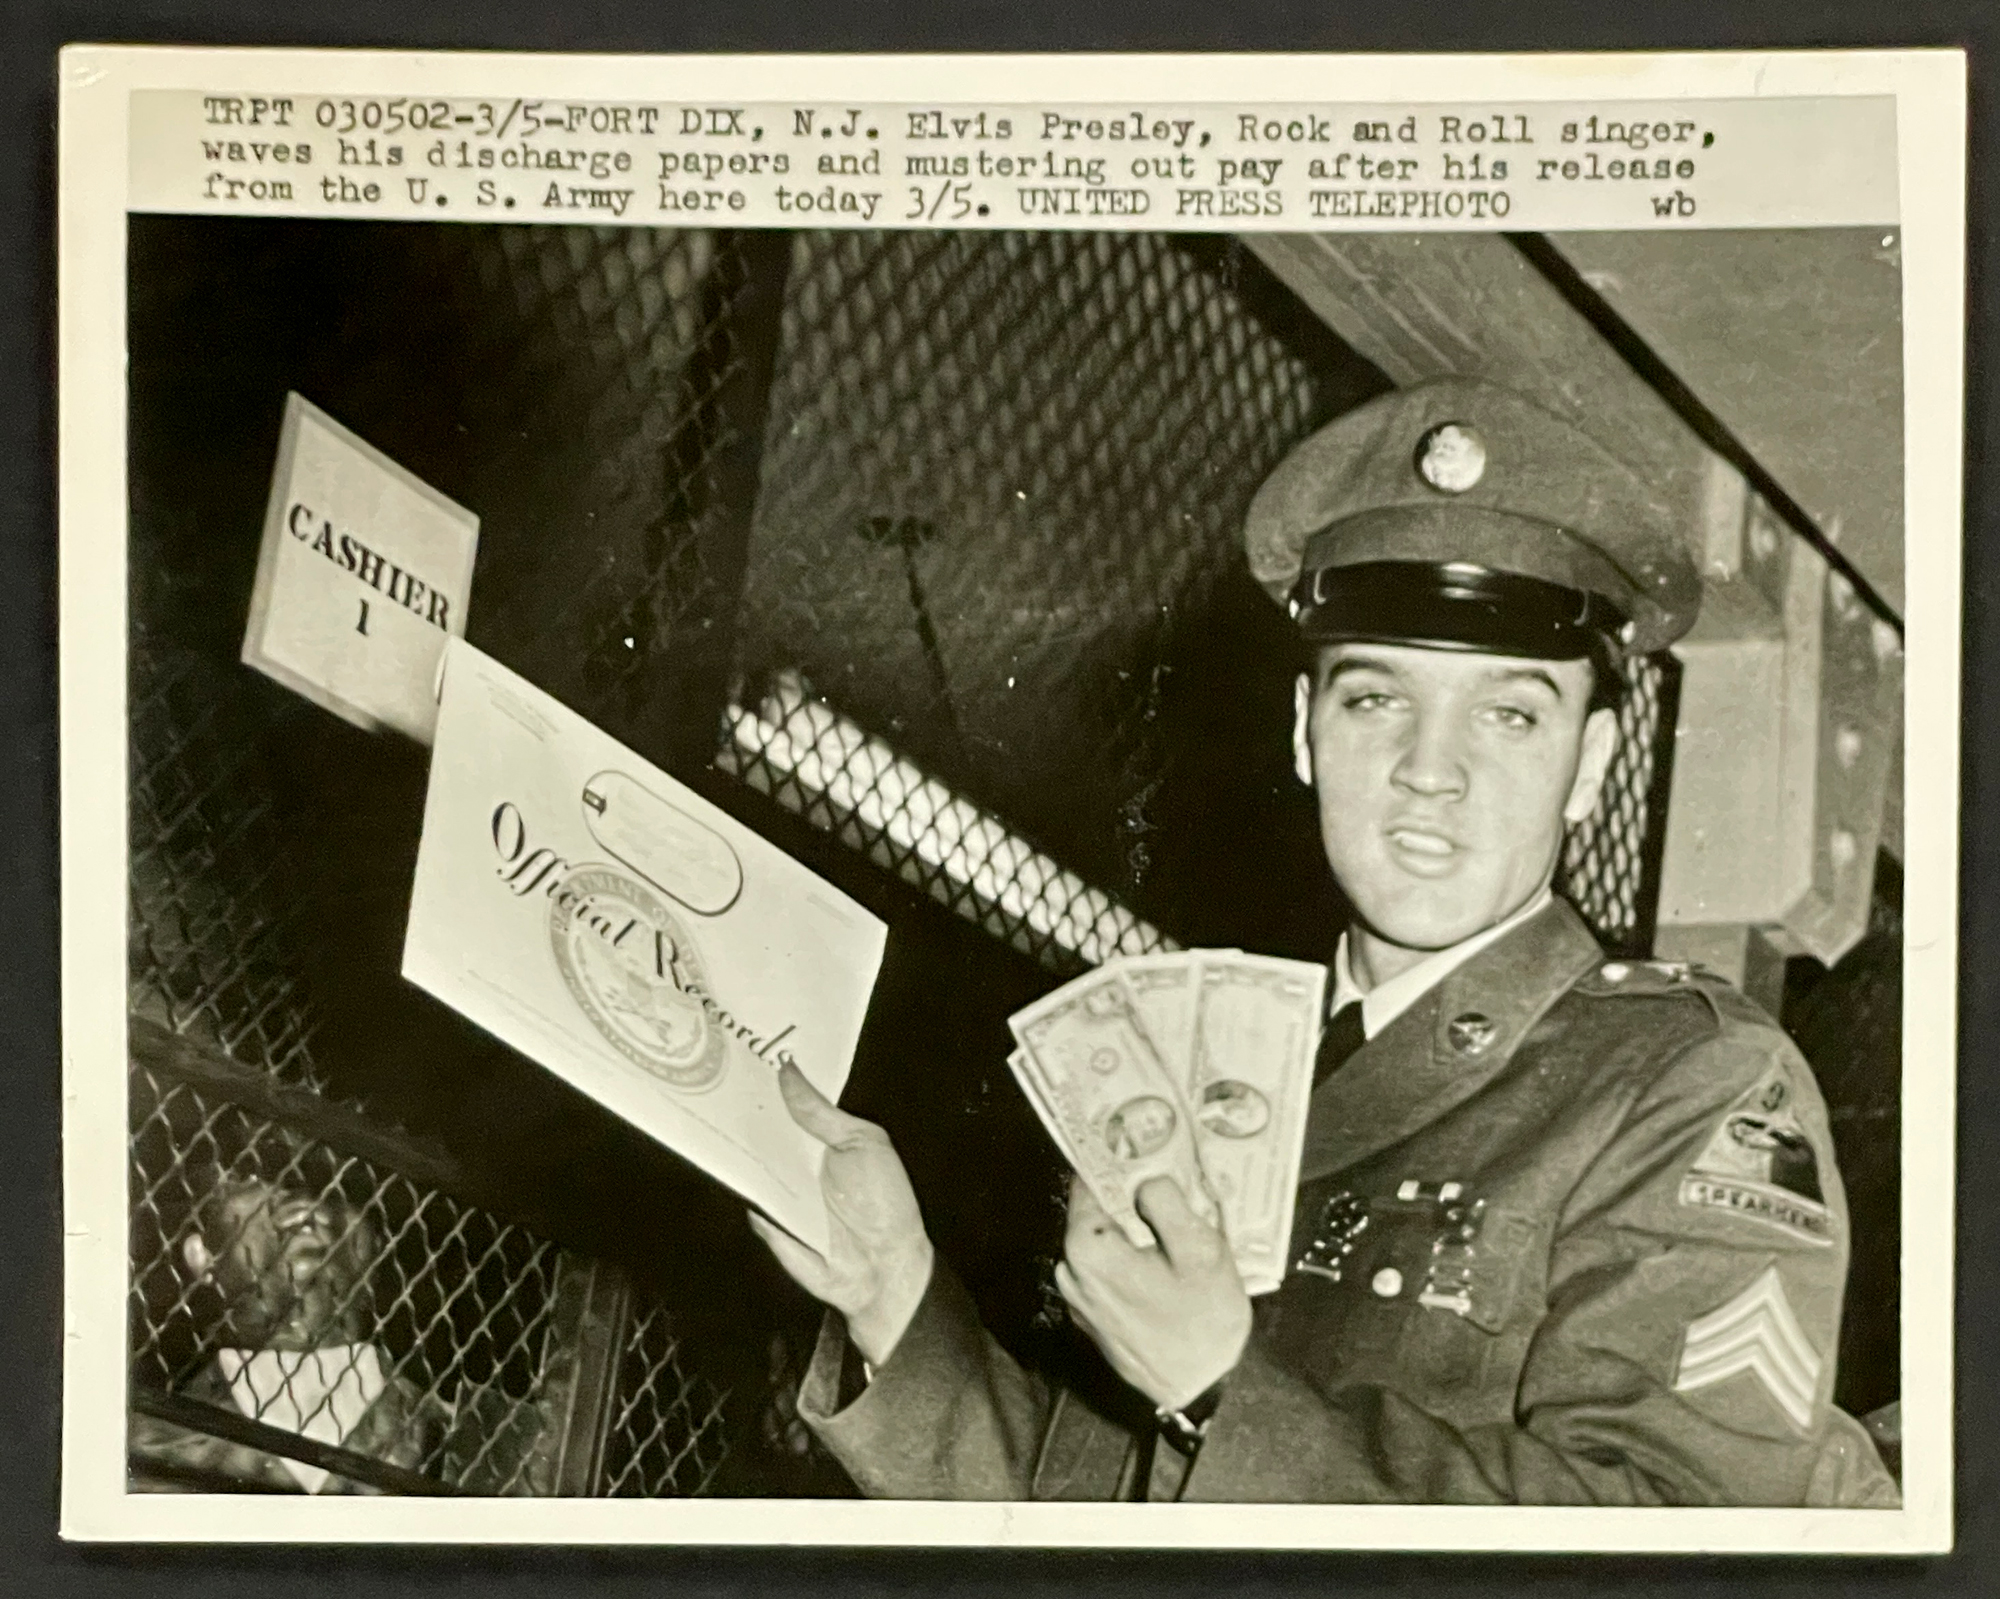 TRPT 030502-3/5-FORT DIX, N.J. Elvis Presley, Rock and Roll singer,
waves his discharge papers and mustering out pay after his release
from the U. S. Army here today 3/5. UNITED PRESS TELEPHOTO wb
CASHIER
1
Official Records
SPEARHEAD